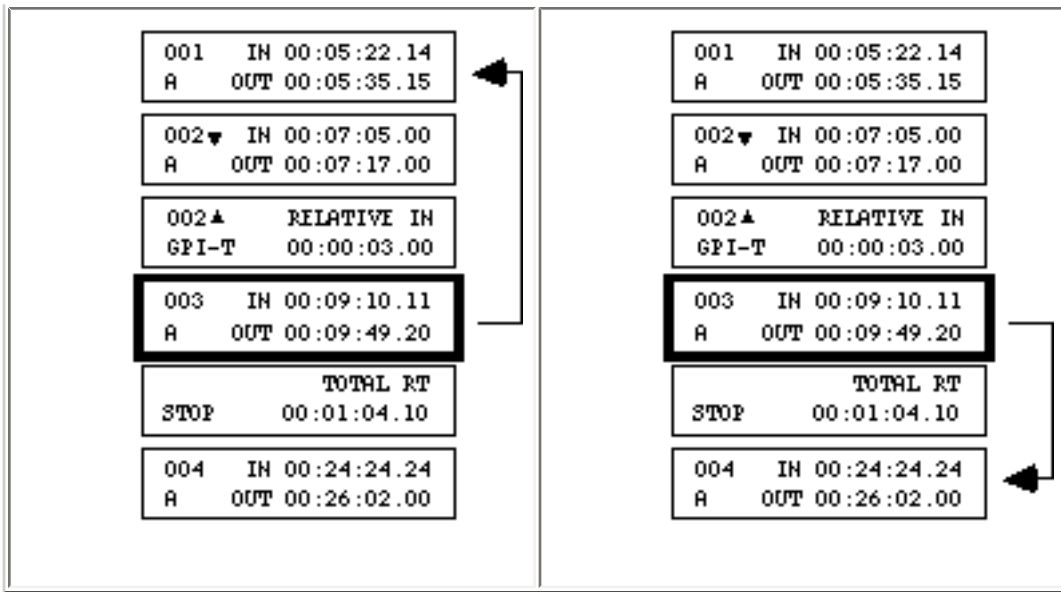 001 IN 00:05:22.14
A OUT 00:05:35.15
002▼ IN 00:07:05.00
A OUT 00:07:17.00
002▲ RELATIVE IN
GPI-T 00:00:03.00
003 IN 00:09:10.11
A OUT 00:09:49.20
TOTAL RT
STOP 00:01:04.10
004 IN 00:24:24.24
A OUT 00:26:02.00
001 IN 00:05:22.14
A OUT 00:05:35.15
002▼ IN 00:07:05.00
A OUT 00:07:17.00
002▲ RELATIVE IN
GPI-T 00:00:03.00
003 IN 00:09:10.11
A OUT 00:09:49.20
TOTAL RT
STOP 00:01:04.10
004 IN 00:24:24.24
A OUT 00:26:02.00